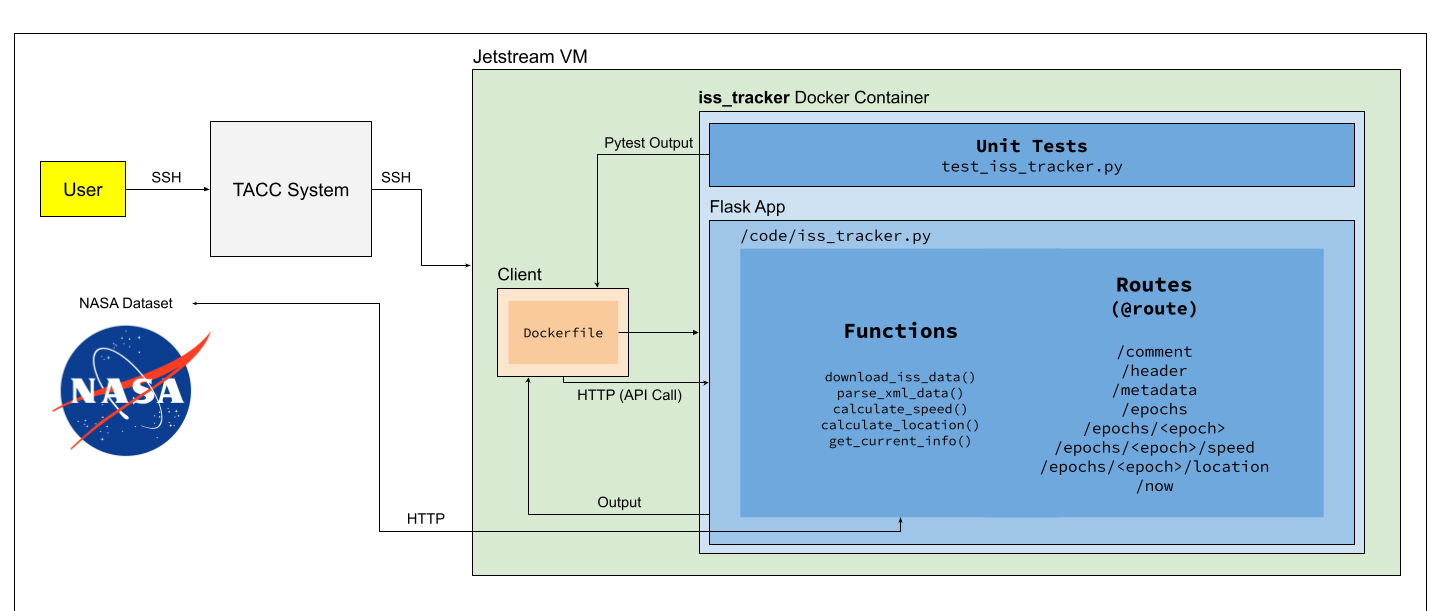 Jetstream VM
iss_tracker Docker Container
Unit Tests
test_iss_tracker.py
Pytest Output
User
SSH
TACC System
SSH
Flask App
/code/iss_tracker.py
Client
Dockerfile
HTTP (API Call)
NASA Dataset
NASA
Functions
download_iss_data()
parse_xml_data()
calculate_speed()
calculate_location()
get_current_info()
Routes
(@route)
/comment
/header
/metadata
/epochs
/epochs/<epoch>
/epochs/<epoch>/speed
/epochs/<epoch>/location
/now
Output
HTTP